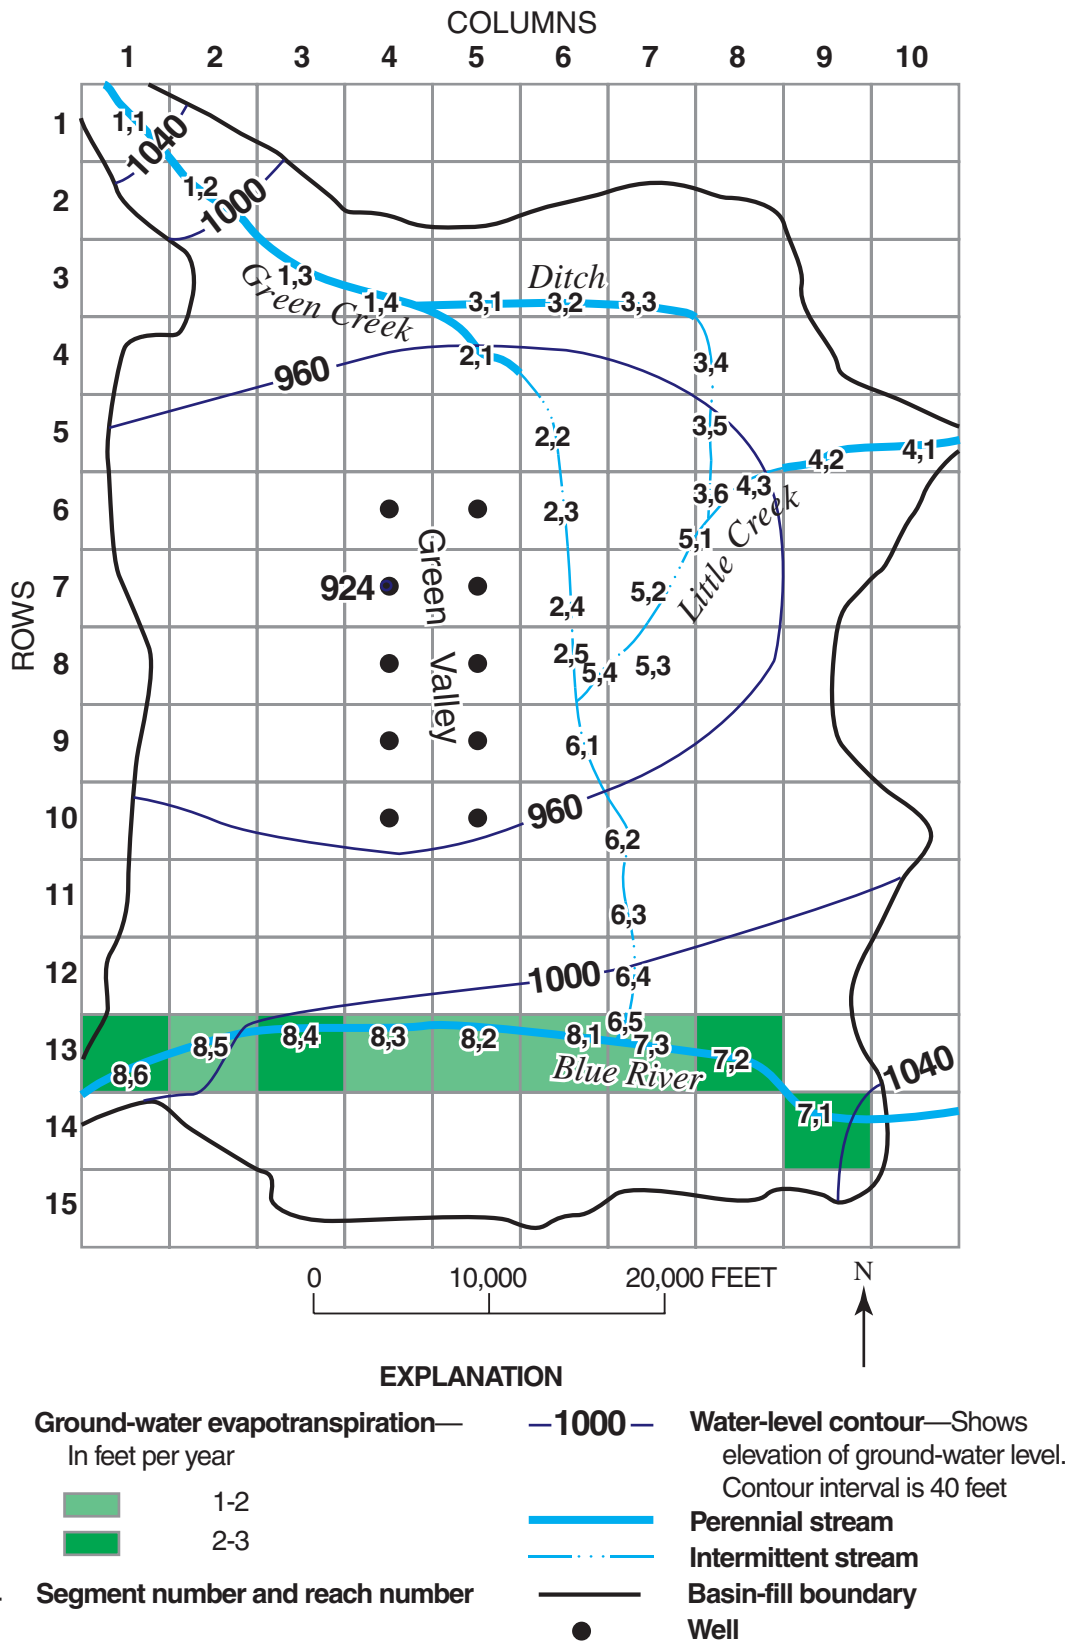 COLUMNS
1 2 3 4 5 6 7 8 9 10
ROWS
1
1,1
1040
2
1,2
1000
3
1,3
Ditch
Green Creek
1,4
3,1
3,2
3,3
4
2,1
960
3,4
5
2,2
3,5
4,2
4,1
6
2,3
3,6
4,3
5,1
Little Creek
Green Valley
7
924
2,4
5,2
8
2,5
5,4
5,3
9
6,1
10
960
6,2
11
6,3
12
1000
6,4
13
8,6
8,5
8,4
8,3
8,2
8,1
6,5
7,3
7,2
Blue River
1040
14
7,1
15
0 10,000 20,000 FEET
N
EXPLANATION
Ground-water evapotranspiration—
In feet per year
1-2
2-3
Segment number and reach number
1000
Water-level contour—Shows
elevation of ground-water level.
Contour interval is 40 feet
Perennial stream
Intermittent stream
Basin-fill boundary
Well